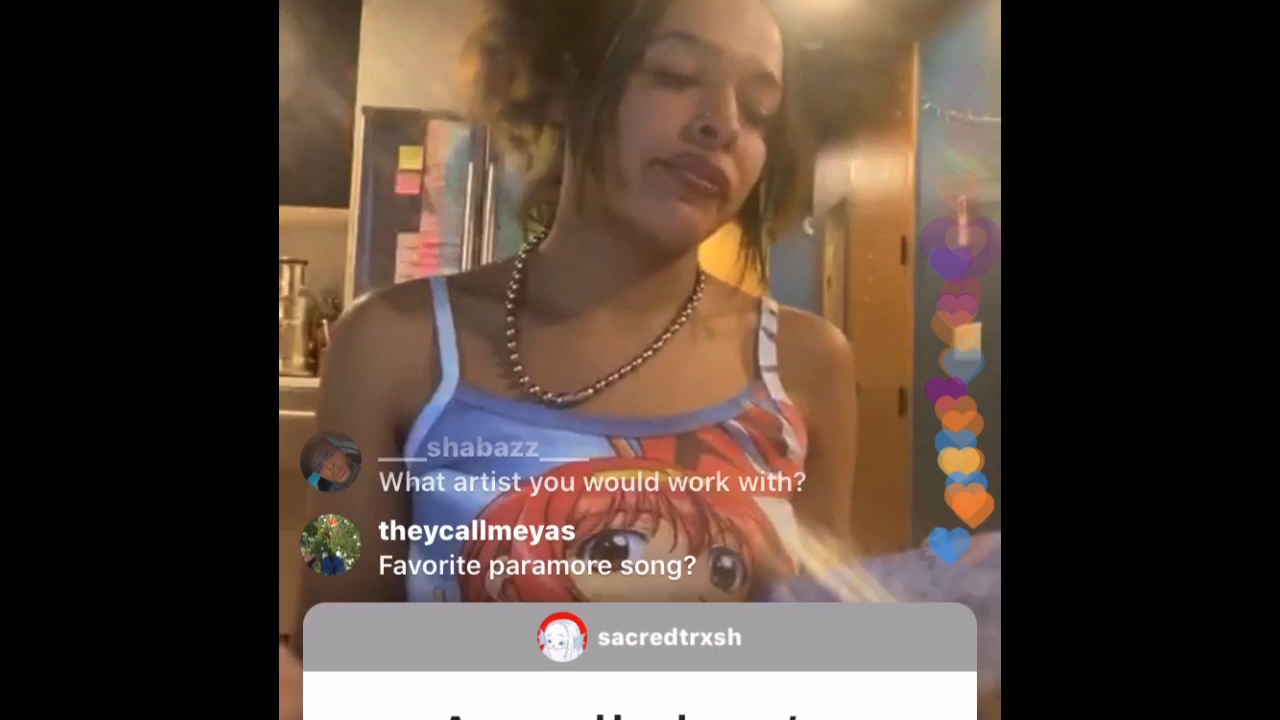 ___shabazz___
What artist you would work with?
theycallmeyas
Favorite paramore song?
sacredtrxsh